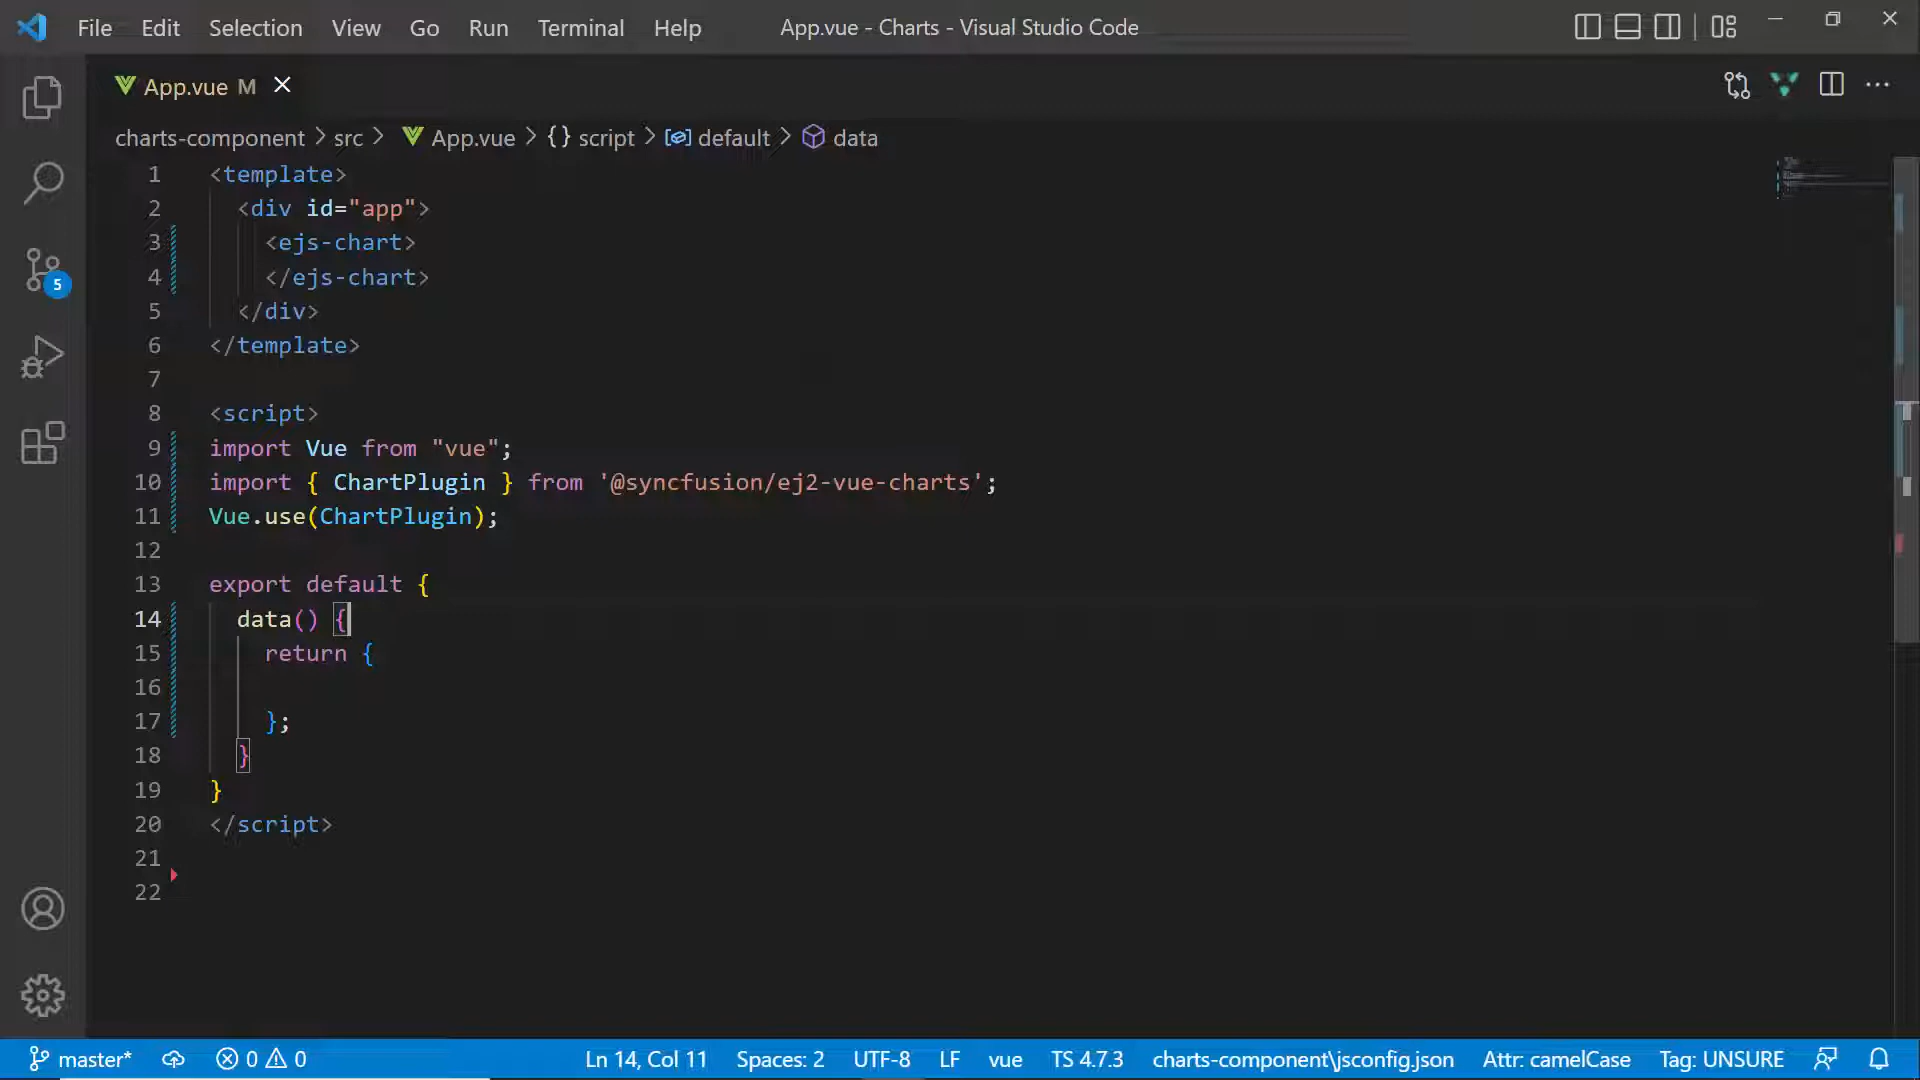 File Edit Selection View Go Run Terminal Help App.vue - Charts - Visual Studio Code
App.vue M
charts-component > src > App.vue > {} script > default > data
1 <template>
2 <div id="app">
3 <ejs-chart>
4 </ejs-chart>
5 </div>
6 </template>
7
8 <script>
9 import Vue from "vue";
10 import { ChartPlugin } from '@syncfusion/ej2-vue-charts';
11 Vue.use(ChartPlugin);
12
13 export default {
14 data() {
15 return {
16
17 };
18 }
19 }
20 </script>
21
22
5
master* 0 0 Ln 14, Col 11 Spaces: 2 UTF-8 LF vue TS 4.7.3 charts-component\jsconfig.json Attr: camelCase Tag: UNSURE